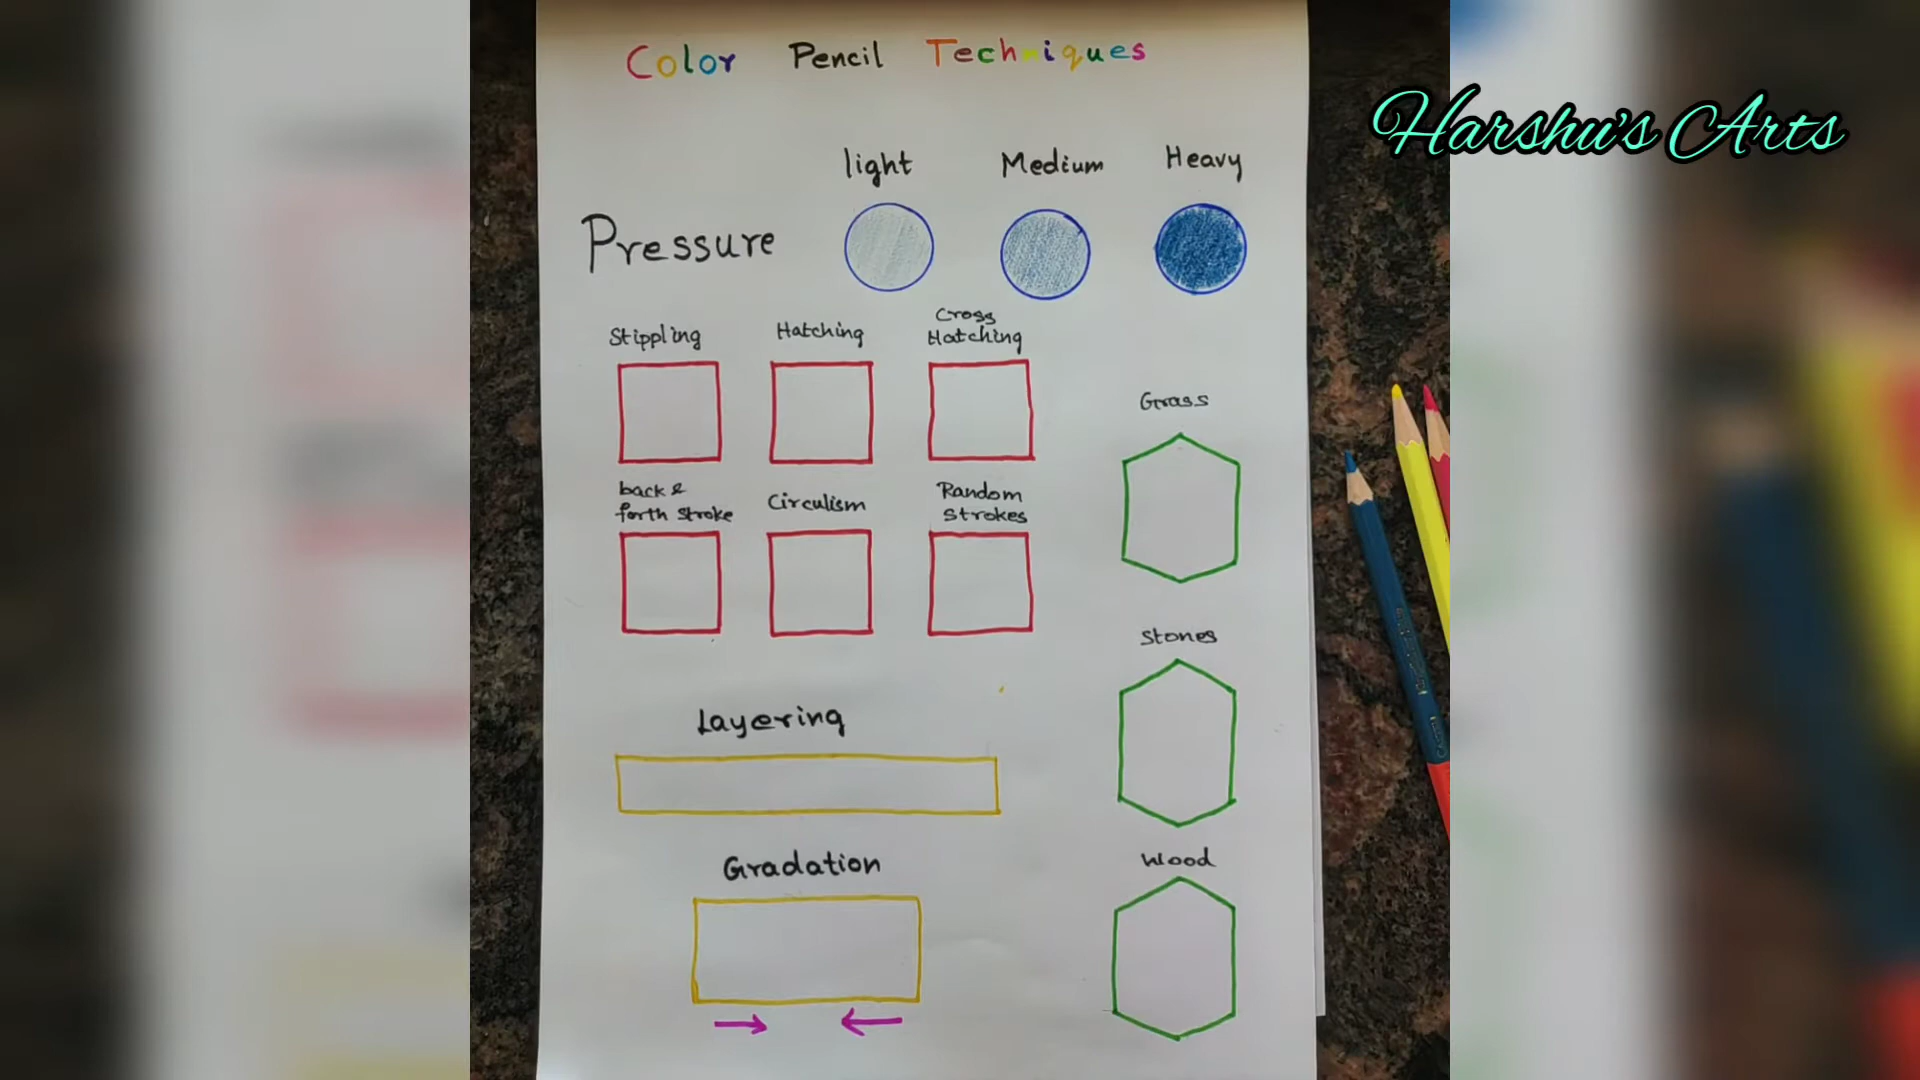 Color Pencil Techniques
Harshu's Arts
light Medium Heavy
Pressure
Stippling Hatching Cross
Hatching
Grass
back &
forth stroke
Circulism
Random
Strokes
Stones
Layering
Gradation
Wood